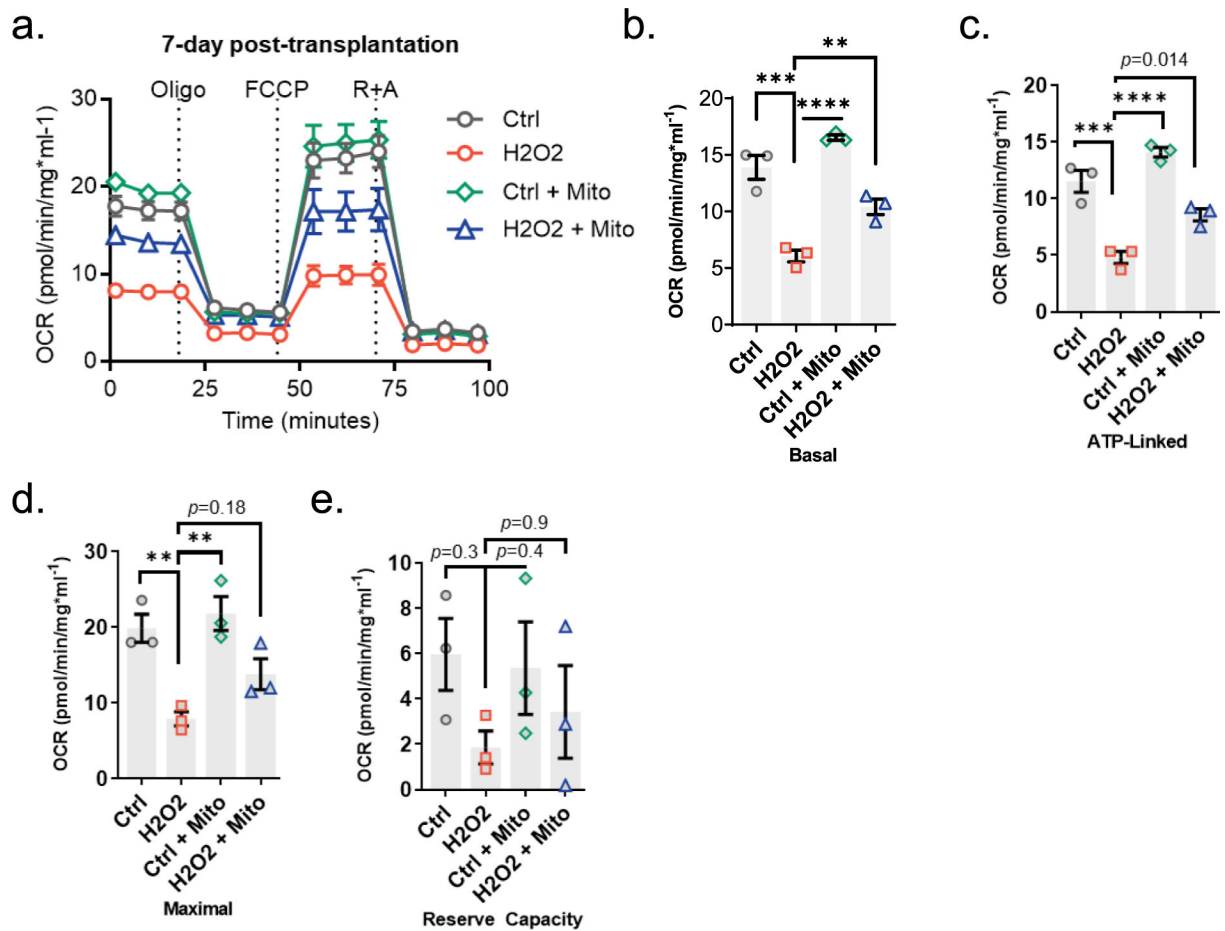 a.
7-day post-transplantation
Oligo FCCP R+A
30
20
10
0
OCR (pmol/min/mg*ml-1)
0 25 50 75 100
Time (minutes)
Ctrl
H2O2
Ctrl + Mito
H2O2 + Mito
b.
**
***
****
20
15
10
5
0
OCR (pmol/min/mg*ml⁻¹)
Ctrl
H2O2
Ctrl + Mito
H2O2 + Mito
Basal
c.
p=0.014
****
***
20
15
10
5
0
OCR (pmol/min/mg*ml⁻¹)
Ctrl
H2O2
Ctrl + Mito
H2O2 + Mito
ATP-Linked
d.
p=0.18
** **
30
20
10
0
OCR (pmol/min/mg*ml⁻¹)
Ctrl
H2O2
Ctrl + Mito
H2O2 + Mito
Maximal
e.
p=0.9
p=0.3 p=0.4
10
8
6
4
2
0
OCR (pmol/min/mg*ml⁻¹)
Ctrl
H2O2
Ctrl + Mito
H2O2 + Mito
Reserve Capacity